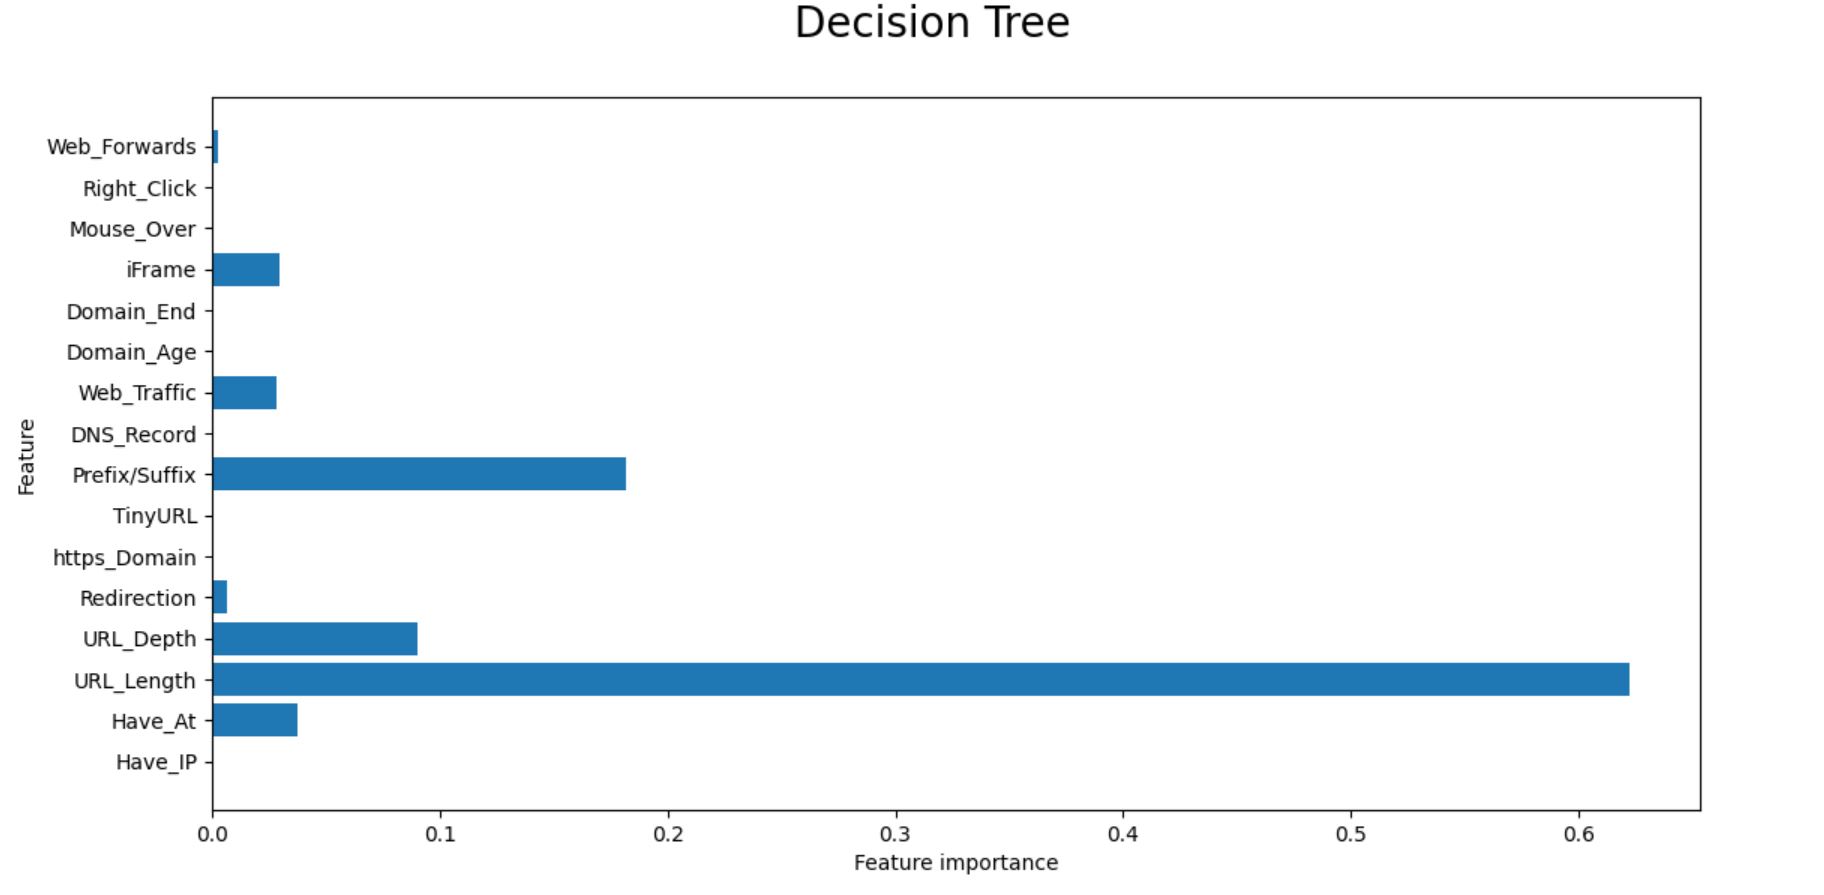 Decision Tree
Web_Forwards
Right_Click
Mouse_Over
iFrame
Domain_End
Domain_Age
Web_Traffic
DNS_Record
Prefix/Suffix
TinyURL
https_Domain
Redirection
URL_Depth
URL_Length
Have_At
Have_IP
Feature
0.0 0.1 0.2 0.3 0.4 0.5 0.6
Feature importance